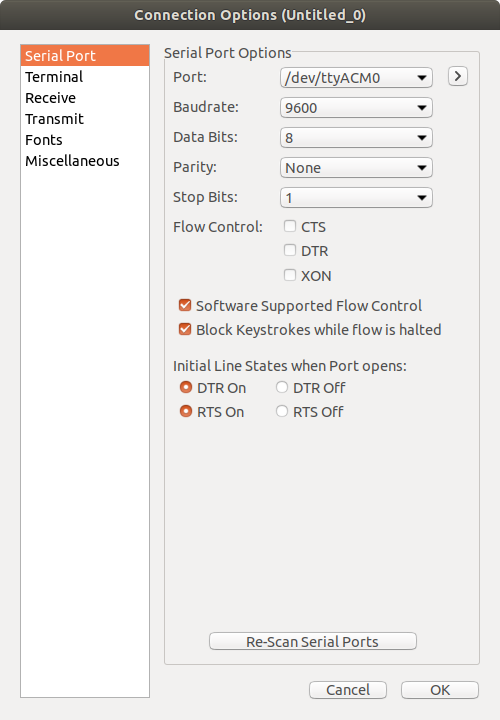 Connection Options (Untitled_0)
Serial Port
Terminal
Receive
Transmit
Fonts
Miscellaneous
Serial Port Options
Port: /dev/ttyACM0 >
Baudrate: 9600
Data Bits: 8
Parity: None
Stop Bits: 1
Flow Control: CTS
DTR
XON
Software Supported Flow Control
Block Keystrokes while flow is halted
Initial Line States when Port opens:
DTR On DTR Off
RTS On RTS Off
Re-Scan Serial Ports
Cancel OK